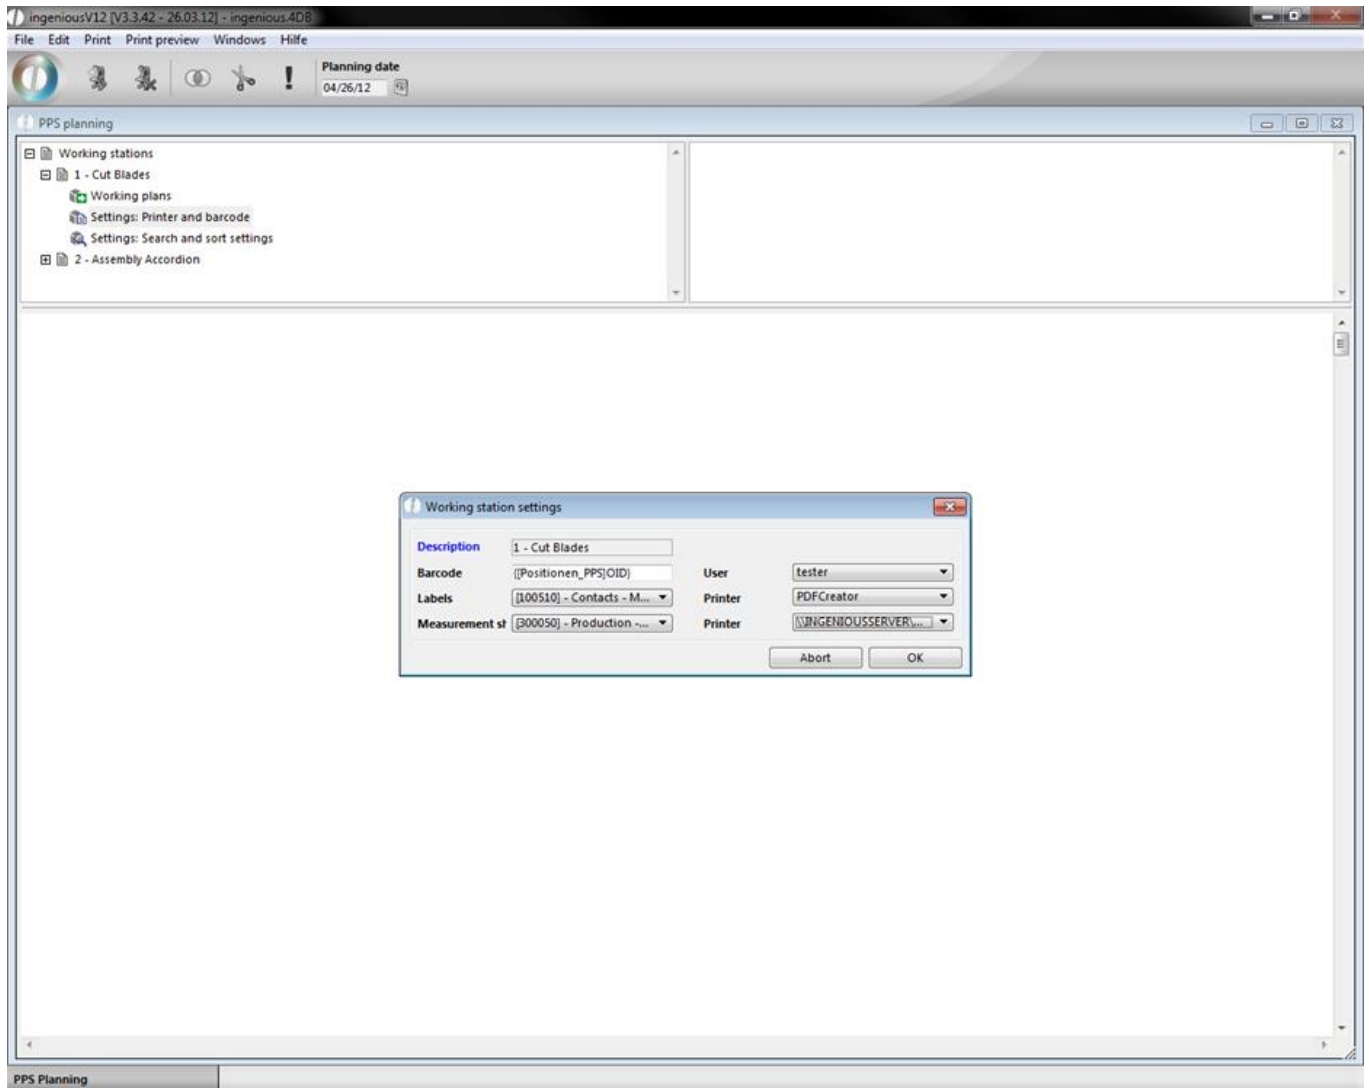 ingeniousV12 [V3.3.42 - 26.03.12] - ingenious.4DB
File Edit Print Print preview Windows Hilfe
Planning date
04/26/12
PPS planning
Working stations
1 - Cut Blades
Working plans
Settings: Printer and barcode
Settings: Search and sort settings
2 - Assembly Accordion
Working station settings
Description 1 - Cut Blades
Barcode {[Positionen_PPS]OID} User tester
Labels [100510] - Contacts - M... Printer PDFCreator
Measurement sl [300050] - Production -... Printer \\INGENIOUSSERVER\...
Abort OK
PPS Planning